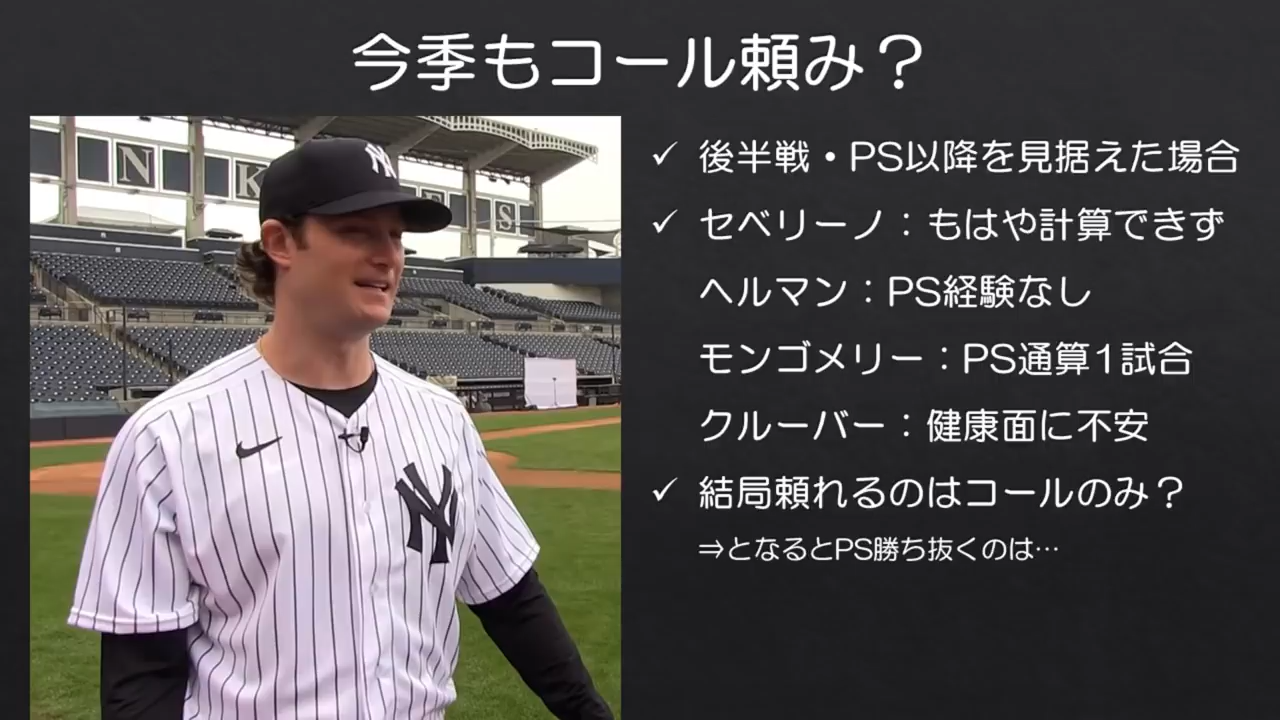 今季もコール頼み？
✓ 後半戦・PS以降を見据えた場合
✓ セベリーノ：もはや計算できず
ヘルマン：PS経験なし
モンゴメリー：PS通算1試合
クルーバー：健康面に不安
✓ 結局頼れるのはコールのみ？
⇒となるとPS勝ち抜くのは…
N K E S
NY
NY